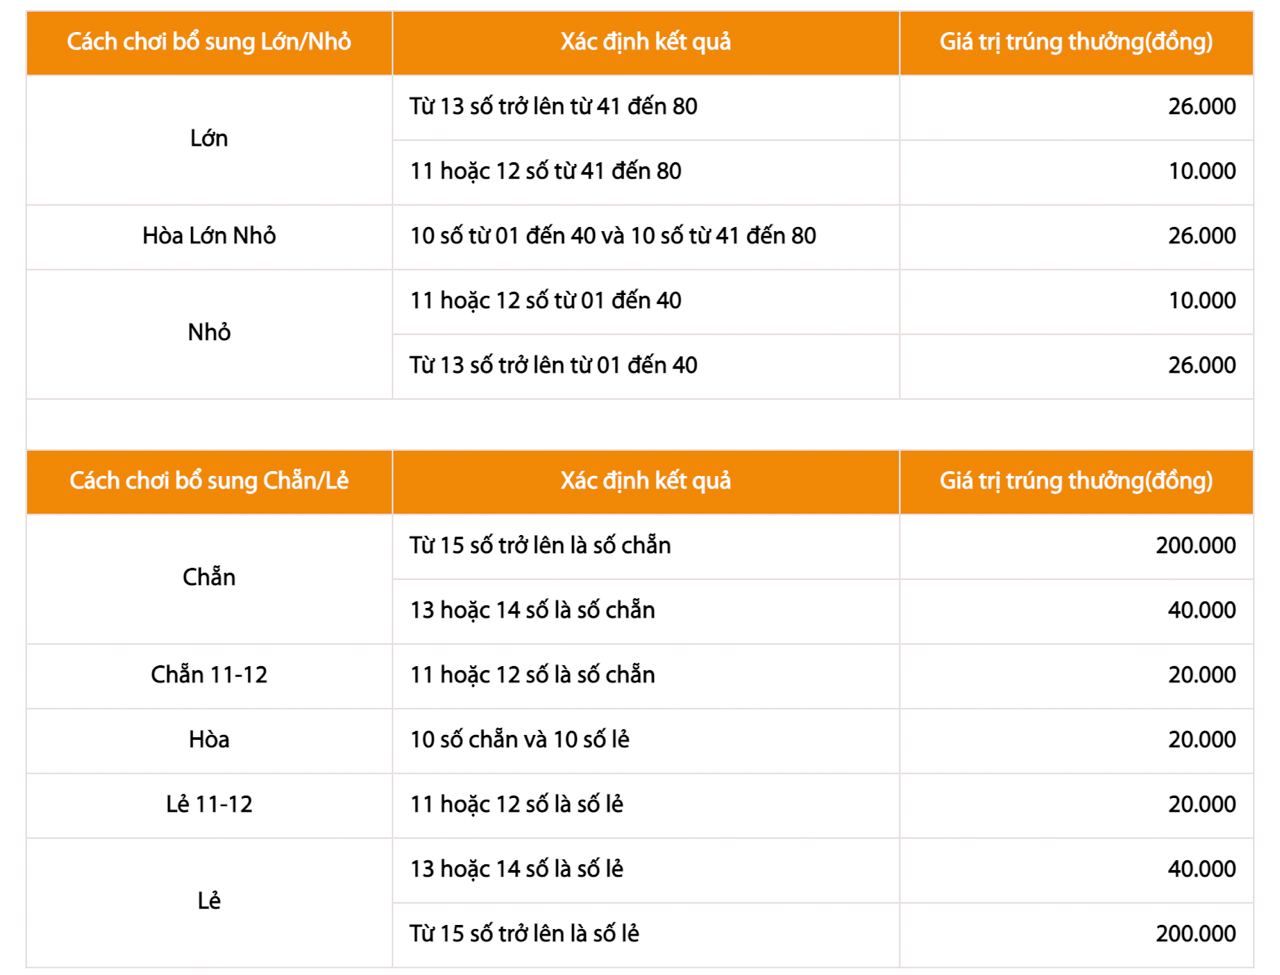 Cách chơi bổ sung Lớn/Nhỏ
Xác định kết quả
Giá trị trúng thưởng(đồng)
Lớn
Từ 13 số trở lên từ 41 đến 80
26.000
11 hoặc 12 số từ 41 đến 80
10.000
Hòa Lớn Nhỏ
10 số từ 01 đến 40 và 10 số từ 41 đến 80
26.000
Nhỏ
11 hoặc 12 số từ 01 đến 40
10.000
Từ 13 số trở lên từ 01 đến 40
26.000
Cách chơi bổ sung Chẵn/Lẻ
Xác định kết quả
Giá trị trúng thưởng(đồng)
Chẵn
Từ 15 số trở lên là số chẵn
200.000
13 hoặc 14 số là số chẵn
40.000
Chẵn 11-12
11 hoặc 12 số là số chẵn
20.000
Hòa
10 số chẵn và 10 số lẻ
20.000
Lẻ 11-12
11 hoặc 12 số là số lẻ
20.000
Lẻ
13 hoặc 14 số là số lẻ
40.000
Từ 15 số trở lên là số lẻ
200.000